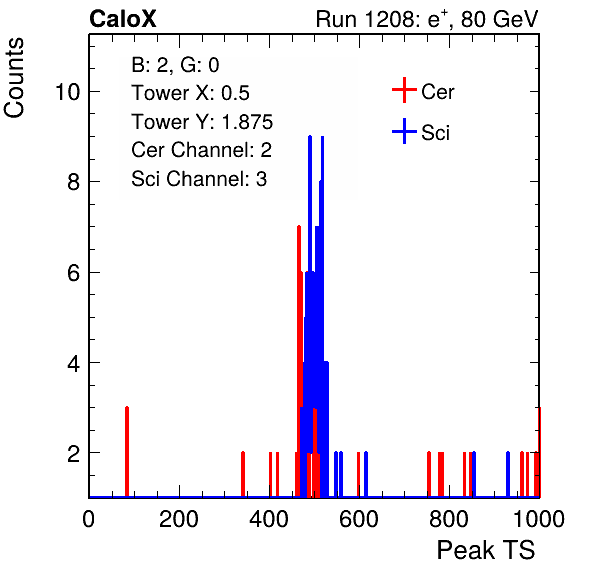 CaloX Run 1208: e+, 80 GeV
Counts
B: 2, G: 0
Tower X: 0.5
Tower Y: 1.875
Cer Channel: 2
Sci Channel: 3
Cer
Sci
10
8
6
4
2
0 200 400 600 800 1000
Peak TS